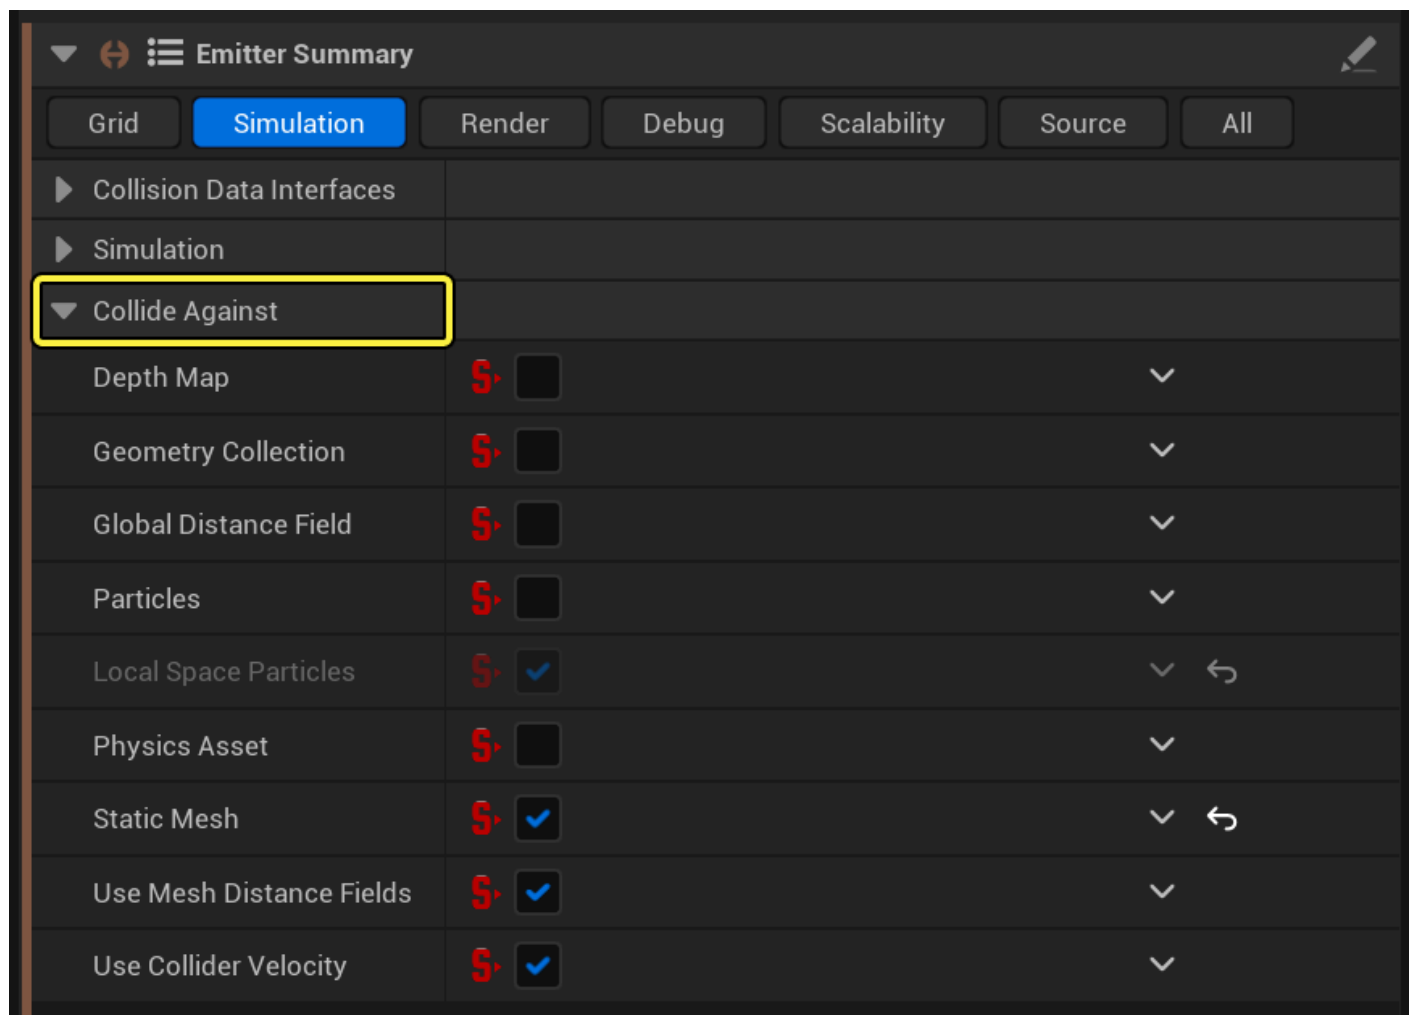 Emitter Summary
Grid Simulation Render Debug Scalability Source All
Collision Data Interfaces
Simulation
Collide Against
Depth Map
Geometry Collection
Global Distance Field
Particles
Local Space Particles
Physics Asset
Static Mesh
Use Mesh Distance Fields
Use Collider Velocity